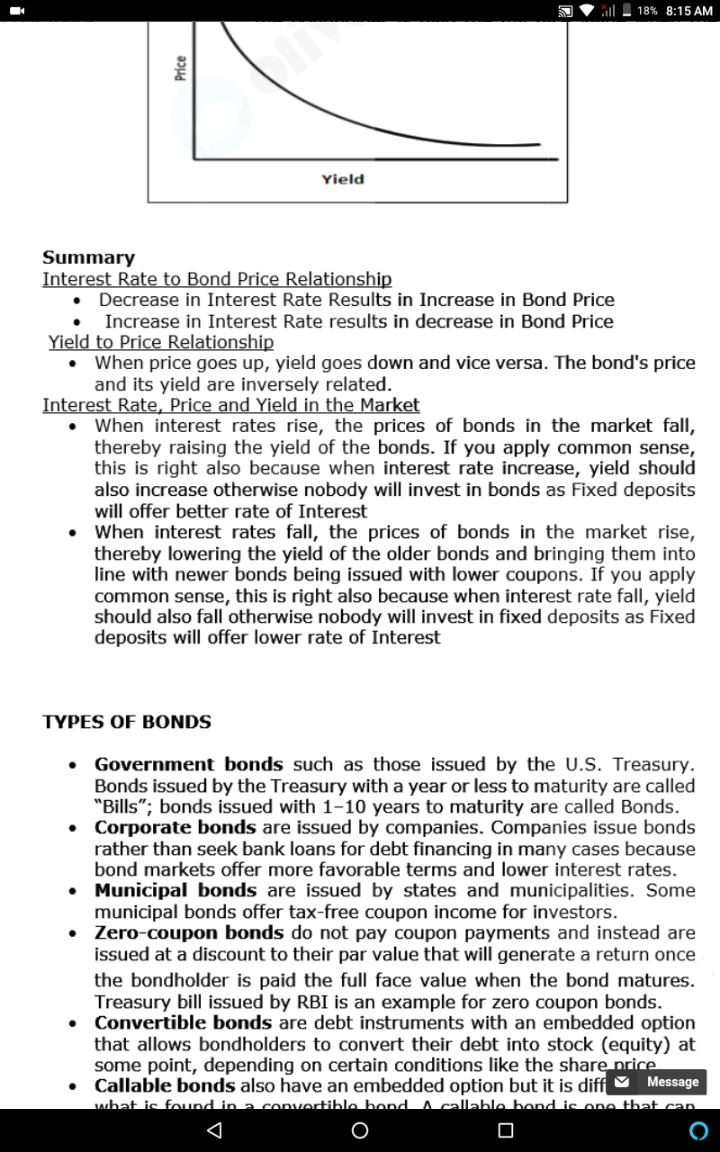 18% 8:15 AM
Price
Yield
Summary
Interest Rate to Bond Price Relationship
• Decrease in Interest Rate Results in Increase in Bond Price
• Increase in Interest Rate results in decrease in Bond Price
Yield to Price Relationship
• When price goes up, yield goes down and vice versa. The bond's price
and its yield are inversely related.
Interest Rate, Price and Yield in the Market
• When interest rates rise, the prices of bonds in the market fall,
thereby raising the yield of the bonds. If you apply common sense,
this is right also because when interest rate increase, yield should
also increase otherwise nobody will invest in bonds as Fixed deposits
will offer better rate of Interest
• When interest rates fall, the prices of bonds in the market rise,
thereby lowering the yield of the older bonds and bringing them into
line with newer bonds being issued with lower coupons. If you apply
common sense, this is right also because when interest rate fall, yield
should also fall otherwise nobody will invest in fixed deposits as Fixed
deposits will offer lower rate of Interest
TYPES OF BONDS
• Government bonds such as those issued by the U.S. Treasury.
Bonds issued by the Treasury with a year or less to maturity are called
"Bills"; bonds issued with 1–10 years to maturity are called Bonds.
• Corporate bonds are issued by companies. Companies issue bonds
rather than seek bank loans for debt financing in many cases because
bond markets offer more favorable terms and lower interest rates.
• Municipal bonds are issued by states and municipalities. Some
municipal bonds offer tax-free coupon income for investors.
• Zero-coupon bonds do not pay coupon payments and instead are
issued at a discount to their par value that will generate a return once
the bondholder is paid the full face value when the bond matures.
Treasury bill issued by RBI is an example for zero coupon bonds.
• Convertible bonds are debt instruments with an embedded option
that allows bondholders to convert their debt into stock (equity) at
some point, depending on certain conditions like the share price
• Callable bonds also have an embedded option but it is diff
Message
what is found in a convertible bond. A callable bond is one that can